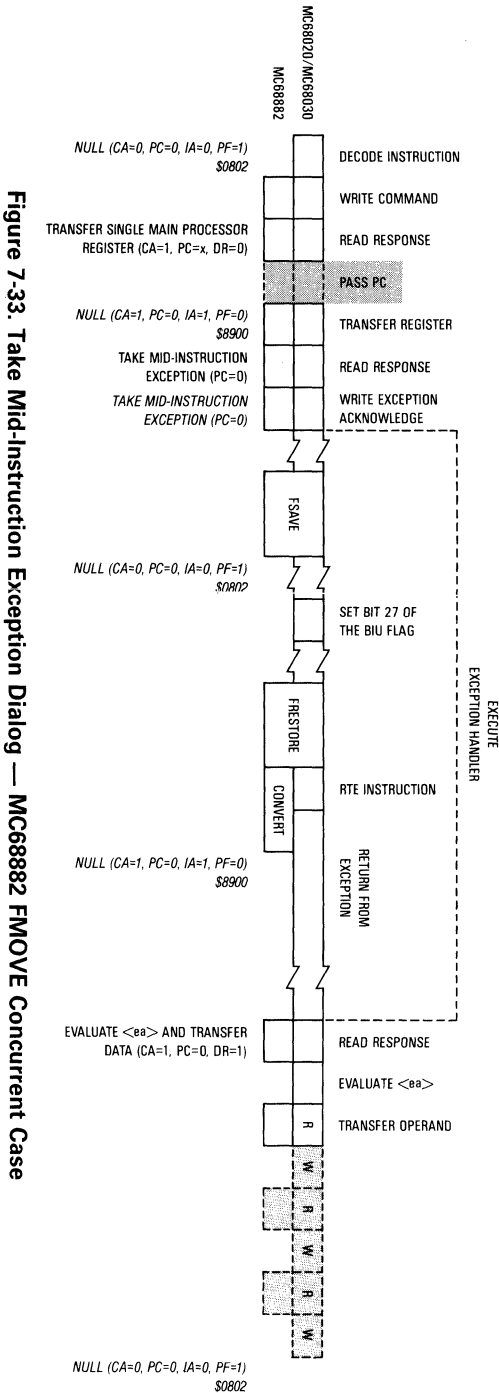 MC68020/MC68030
MC68882
DECODE INSTRUCTION
NULL (CA=0, PC=0, IA=0, PF=1)
$0802
WRITE COMMAND
TRANSFER SINGLE MAIN PROCESSOR
REGISTER (CA=1, PC=x, DR=0)
READ RESPONSE
PASS PC
NULL (CA=1, PC=0, IA=1, PF=0)
$8900
TRANSFER REGISTER
TAKE MID-INSTRUCTION
EXCEPTION (PC=0)
READ RESPONSE
TAKE MID-INSTRUCTION
EXCEPTION (PC=0)
WRITE EXCEPTION
ACKNOWLEDGE
FSAVE
NULL (CA=0, PC=0, IA=0, PF=1)
$0802
SET BIT 27 OF
THE BIU FLAG
EXECUTE
EXCEPTION HANDLER
FRESTORE
CONVERT
RTE INSTRUCTION
NULL (CA=1, PC=0, IA=1, PF=0)
$8900
RETURN FROM
EXCEPTION
EVALUATE <ea> AND TRANSFER
DATA (CA=1, PC=0, DR=1)
READ RESPONSE
EVALUATE <ea>
R
TRANSFER OPERAND
W
R
W
R
W
NULL (CA=0, PC=0, IA=0, PF=1)
$0802
Figure 7-33. Take Mid-Instruction Exception Dialog — MC68882 FMOVE Concurrent Case